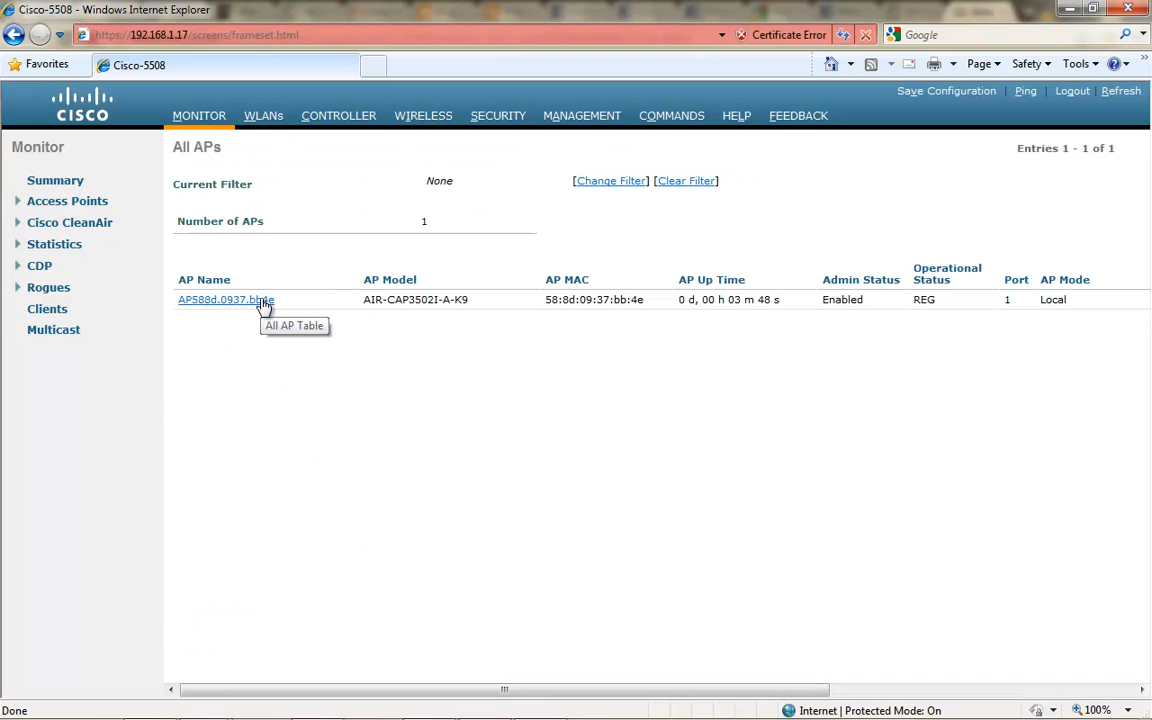 Cisco-5508 - Windows Internet Explorer
https://192.168.1.17/screens/frameset.html
Certificate Error
Google
Favorites
Cisco-5508
Page
Safety
Tools
Save Configuration | Ping | Logout | Refresh
CISCO
MONITOR WLANs CONTROLLER WIRELESS SECURITY MANAGEMENT COMMANDS HELP FEEDBACK
Monitor
Summary
Access Points
Cisco CleanAir
Statistics
CDP
Rogues
Clients
Multicast
All APs
Entries 1 - 1 of 1
Current Filter None [Change Filter] [Clear Filter]
Number of APs 1
AP Name AP Model AP MAC AP Up Time Admin Status Operational Status Port AP Mode
AP588d.0937.bb4e AIR-CAP3502I-A-K9 58:8d:09:37:bb:4e 0 d, 00 h 03 m 48 s Enabled REG 1 Local
All AP Table
Done
Internet | Protected Mode: On
100%